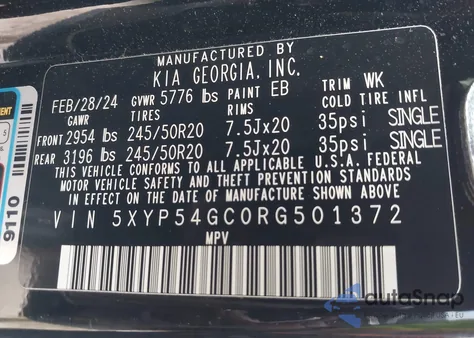 MANUFACTURED BY
KIA GEORGIA, INC.
FEB/28/24 GVWR 5776 lbs PAINT EB TRIM WK
GAWR TIRES RIMS COLD TIRE INFL
FRONT 2954 lbs 245/50R20 7.5Jx20 35psi SINGLE
REAR 3196 lbs 245/50R20 7.5Jx20 35psi SINGLE
THIS VEHICLE CONFORMS TO ALL APPLICABLE U.S.A. FEDERAL
MOTOR VEHICLE SAFETY AND THEFT PREVENTION STANDARDS
IN EFFECT ON THE DATE OF MANUFACTURE SHOWN ABOVE
VIN 5XYP54GC0RG501372
MPV
9110
5
autoSnap